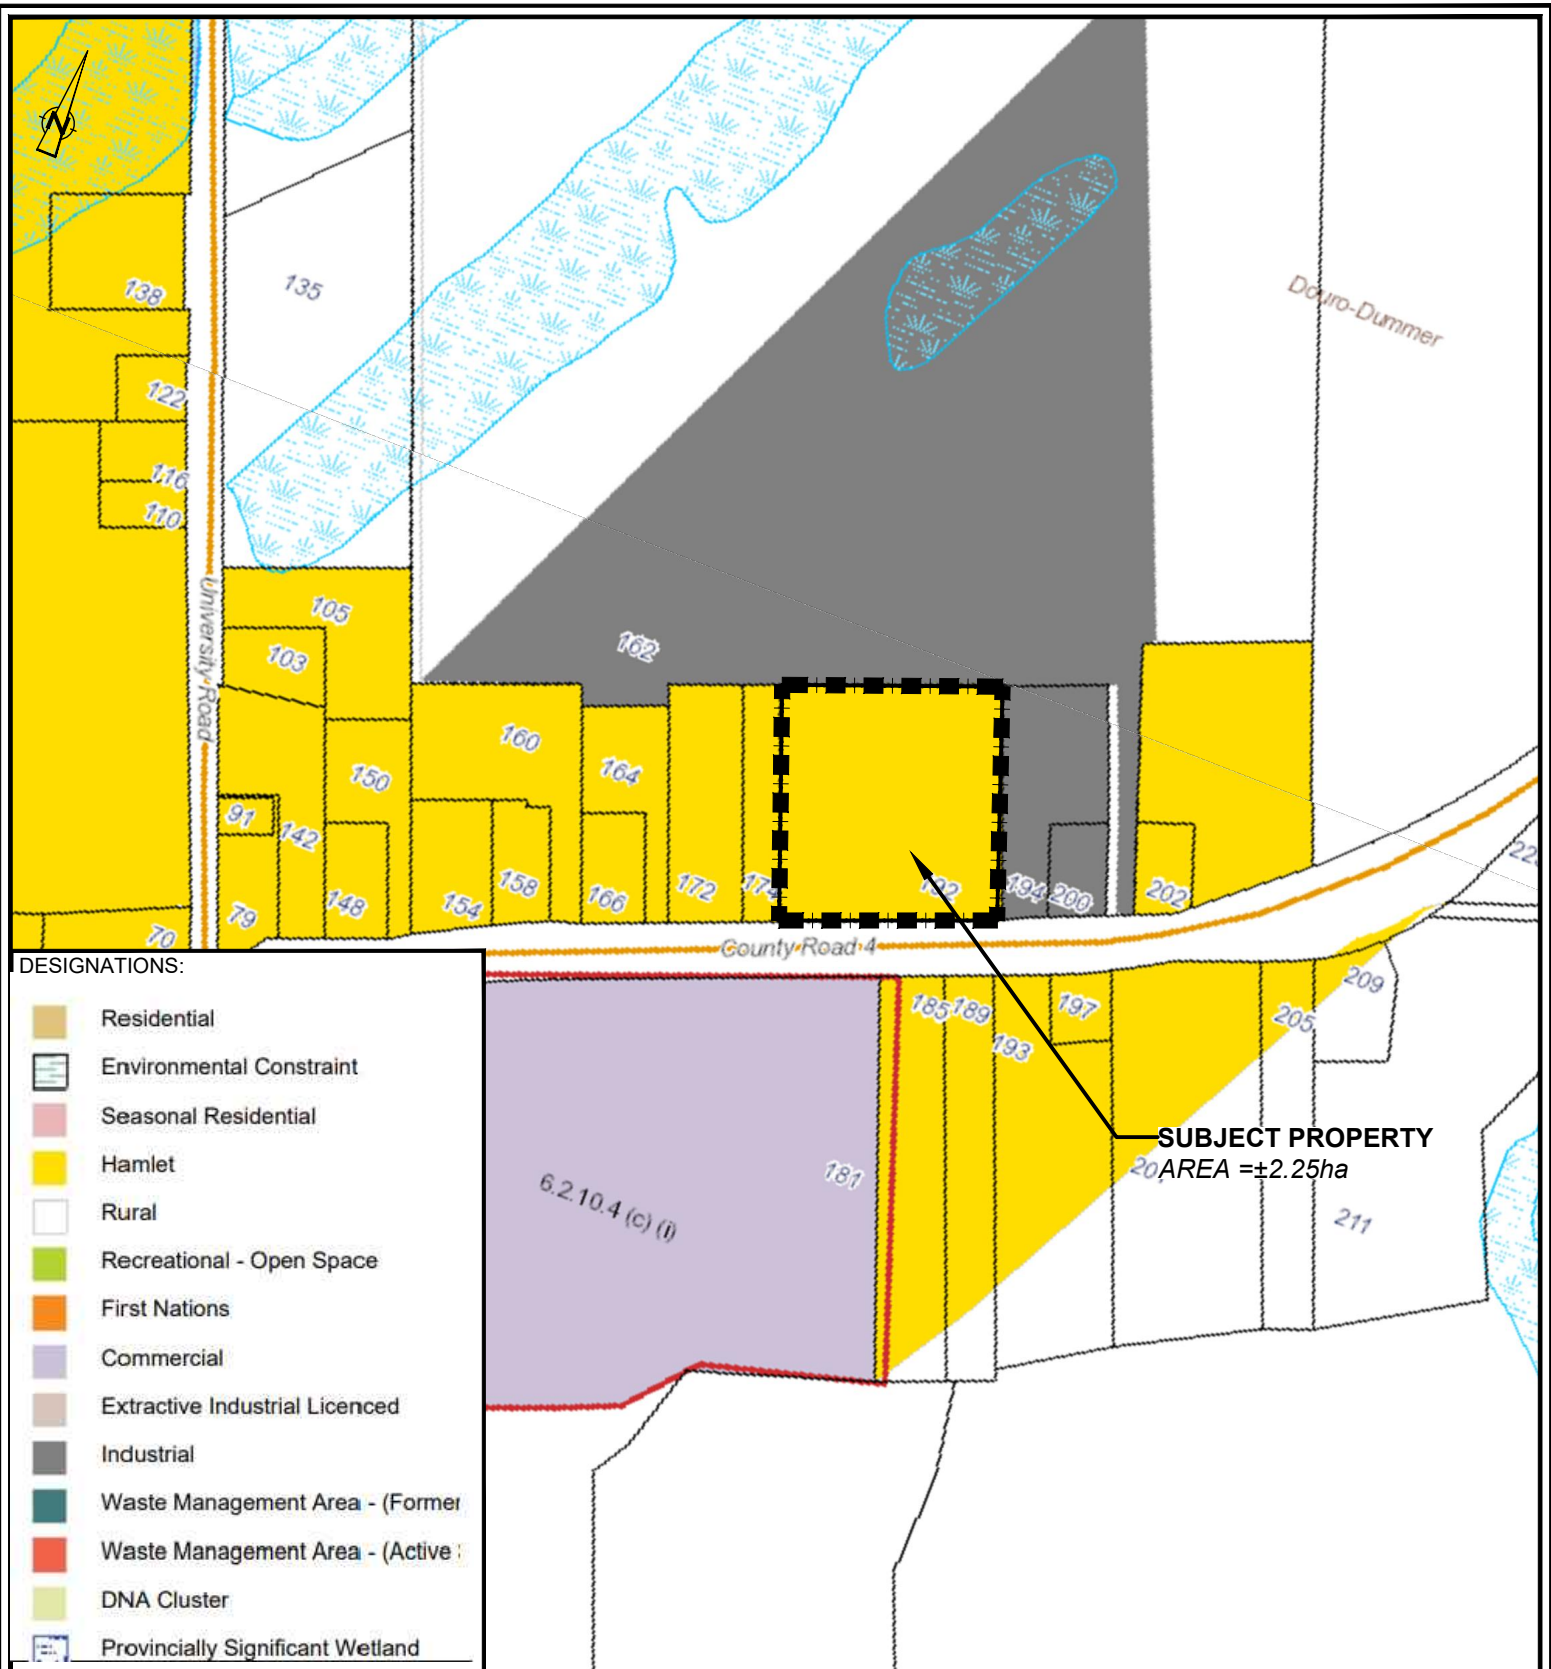 N
138
135
Douro-Dummer
122
116
110
University Road
105
103
162
160
164
150
91
142
148
154
158
166
172
174
192
194
200
202
79
70
County Road 4
185
189
193
197
205
209
181
6.2.10.4 (c) (i)
211
SUBJECT PROPERTY
AREA =±2.25ha
DESIGNATIONS:
Residential
Environmental Constraint
Seasonal Residential
Hamlet
Rural
Recreational - Open Space
First Nations
Commercial
Extractive Industrial Licenced
Industrial
Waste Management Area - (Former
Waste Management Area - (Active
DNA Cluster
Provincially Significant Wetland